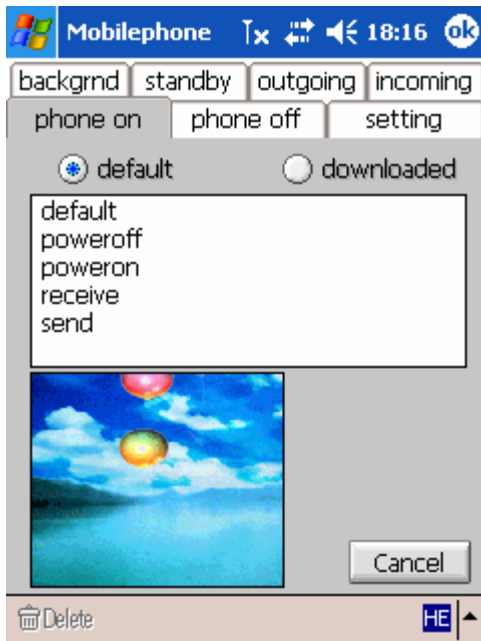 Mobilephone 18:16 ok
backgrnd standby outgoing incoming
phone on phone off setting
default downloaded
default
poweroff
poweron
receive
send
Cancel
Delete HE